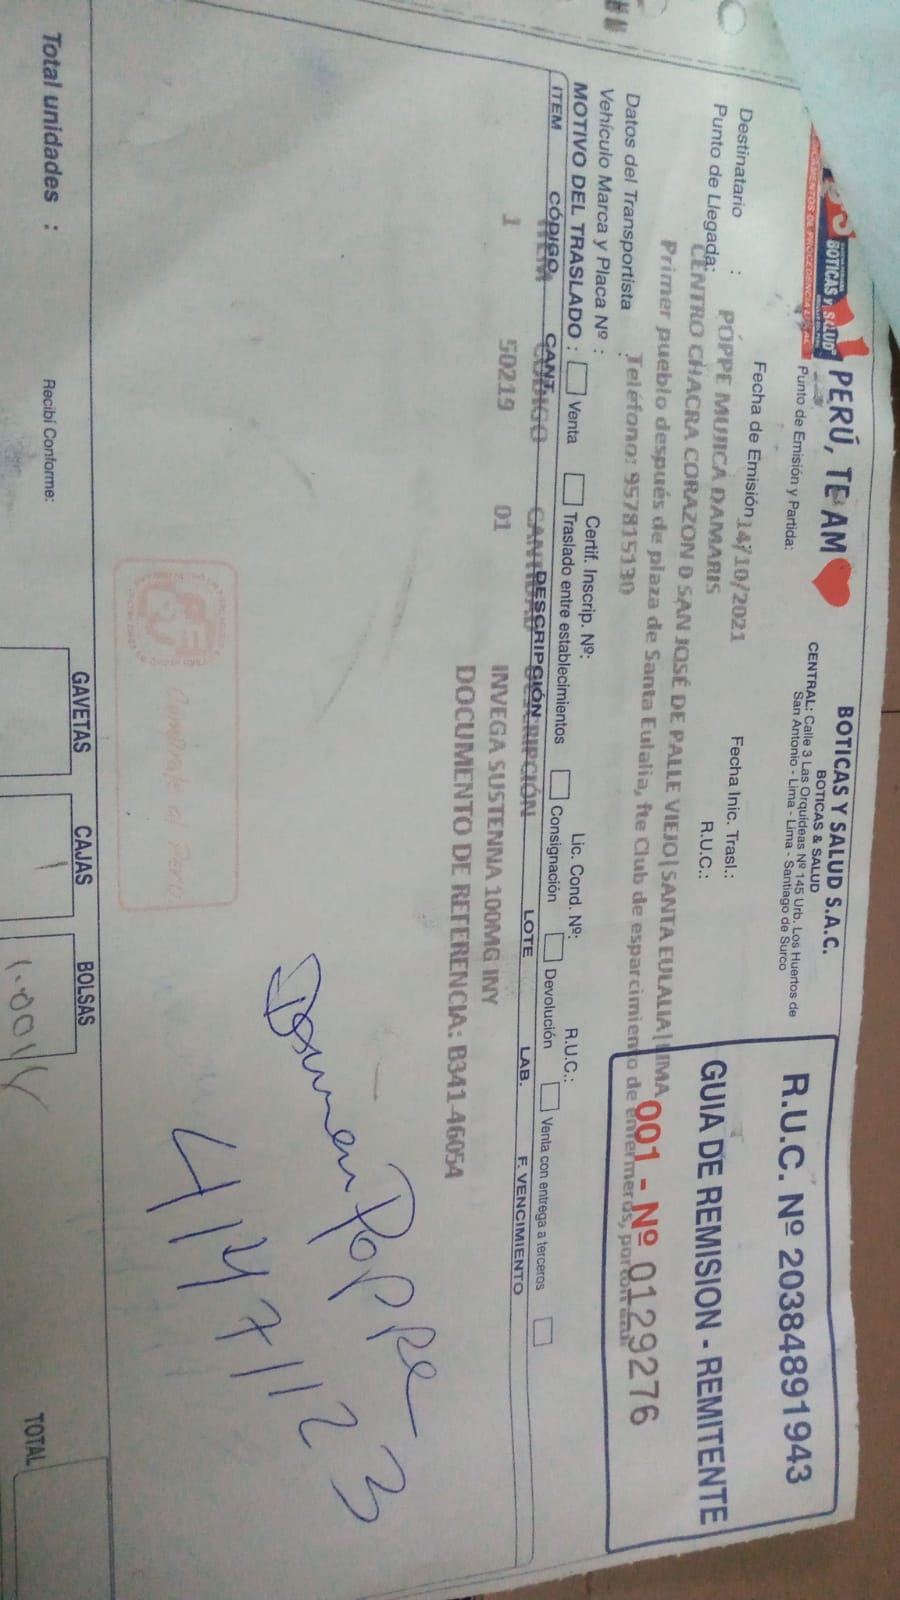 BOTICAS y SALUD
PERÚ, TE AM
Punto de Emisión y Partida:
BOTICAS Y SALUD S.A.C.
BOTICAS & SALUD
CENTRAL: Calle 3 Las Orquideas Nº 145 Urb. Los Huertos de
San Antonio - Lima - Lima - Santiago de Surco
R.U.C. Nº 20384891943
GUIA DE REMISION - REMITENTE
001 - Nº 0129276
Fecha de Emisión 14/10/2021
Fecha Inic. Trasl.:
Destinatario : POPPE MUJICA DAMARIS
R.U.C.:
Punto de Llegada: CENTRO CHACRA CORAZON D SAN JOSÉ DE PALLE VIEJO| SANTA EULALIA| LIMA
Primer pueblo después de plaza de Santa Eulalia, fte Club de esparcimiento de enfermeros, portón azul
Datos del Transportista Teléfono: 957815130
Vehículo Marca y Placa Nº :
Certif. Inscrip. Nº:
Lic. Cond. Nº:
R.U.C.:
MOTIVO DEL TRASLADO : Venta Traslado entre establecimientos Consignación Devolución Venta con entrega a terceros
ITEM CÓDIGO CANT. DESCRIPCIÓN LOTE LAB. F. VENCIMIENTO
ITEM CODIGO CANTIDAD DESCRIPCIÓN
1 50219 01 INVEGA SUSTENNA 100MG INY
DOCUMENTO DE REFERENCIA: B341-46054
Poppe
41471123
Cómprale al Perú
GAVETAS CAJAS BOLSAS
1
Total unidades :
Recibí Conforme:
TOTAL